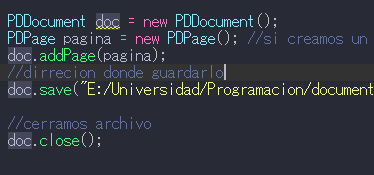 PDDocument doc = new PDDocument();
PDPage pagina = new PDPage(); //si creamos un
doc.addPage(pagina);
//dirrecion donde guardarlo
doc.save("E:/Universidad/Programacion/document
//cerramos archivo
doc.close();